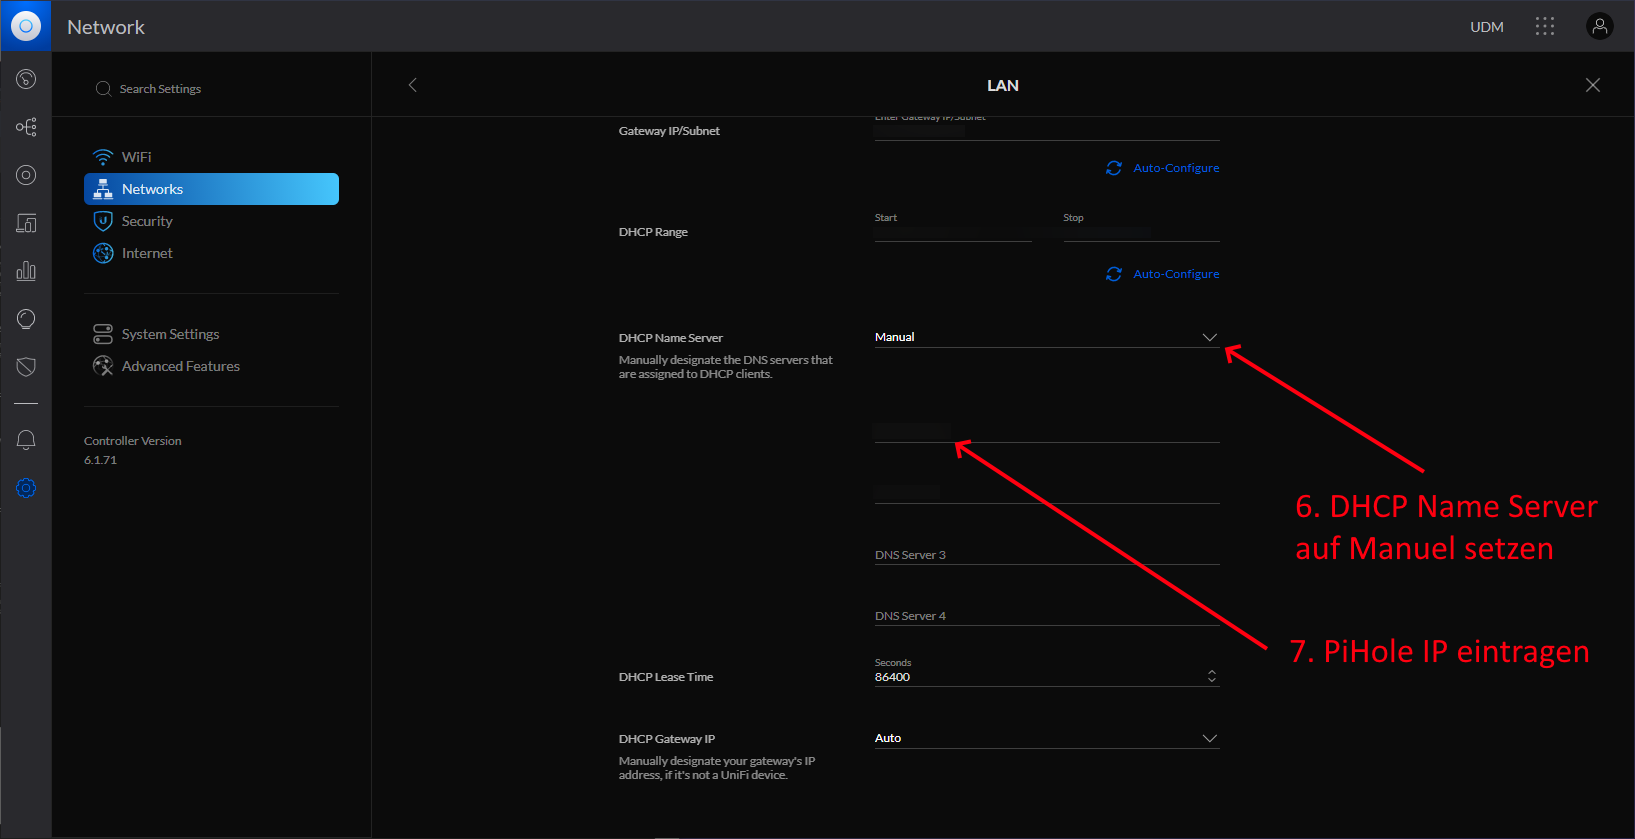 Network
UDM
Search Settings
LAN
WiFi
Networks
Security
Internet
System Settings
Advanced Features
Controller Version
6.1.71
Enter Gateway IP/Subnet
Gateway IP/Subnet
Auto-Configure
Start
Stop
DHCP Range
Auto-Configure
DHCP Name Server
Manual
Manually designate the DNS servers that
are assigned to DHCP clients.
6. DHCP Name Server
auf Manuel setzen
DNS Server 3
DNS Server 4
7. PiHole IP eintragen
Seconds
DHCP Lease Time
86400
DHCP Gateway IP
Auto
Manually designate your gateway's IP
address, if it's not a UniFi device.